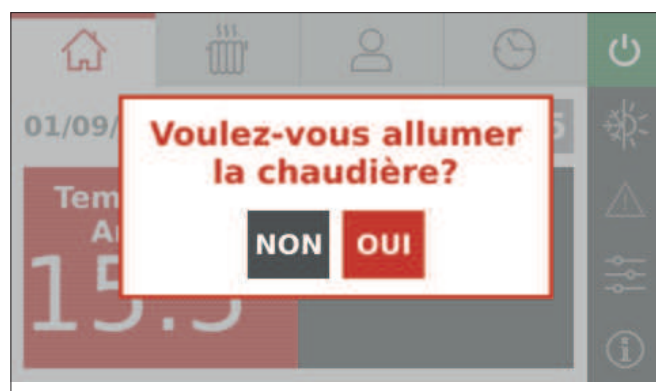 01/09/
Voulez-vous allumer
la chaudière?
Tem
NON
OUI
15.5